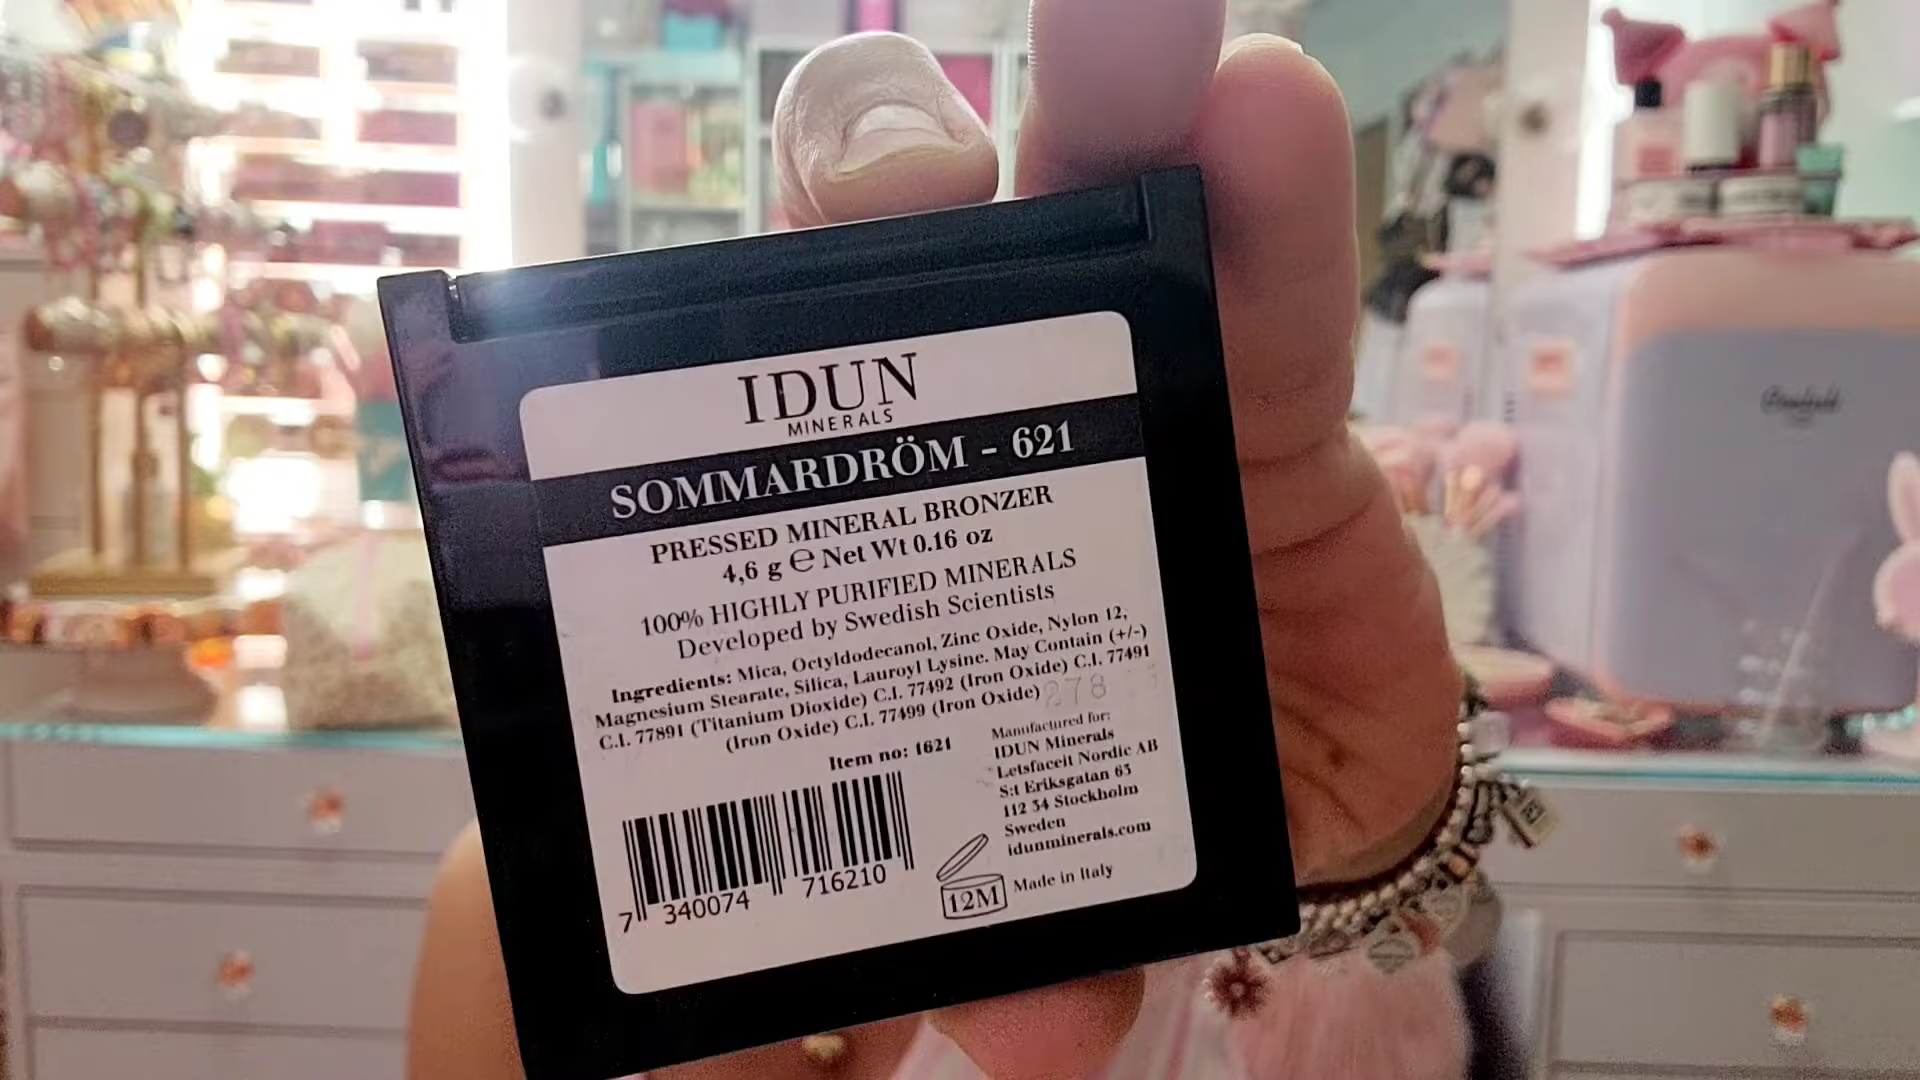 IDUN
MINERALS
SOMMARDRÖM - 621
PRESSED MINERAL BRONZER
4,6 g ℮ Net Wt 0.16 oz
100% HIGHLY PURIFIED MINERALS
Developed by Swedish Scientists
Ingredients: Mica, Octyldodecanol, Zinc Oxide, Nylon 12,
Magnesium Stearate, Silica, Lauroyl Lysine. May Contain (+/-)
C.I. 77891 (Titanium Dioxide) C.I. 77492 (Iron Oxide) C.I. 77491
(Iron Oxide) C.I. 77499 (Iron Oxide)
278
Item no: 1621
Manufactured for:
IDUN Minerals
Letsfaceit Nordic AB
S:t Eriksgatan 63
112 34 Stockholm
Sweden
idunminerals.com
7 340074 716210
12M
Made in Italy